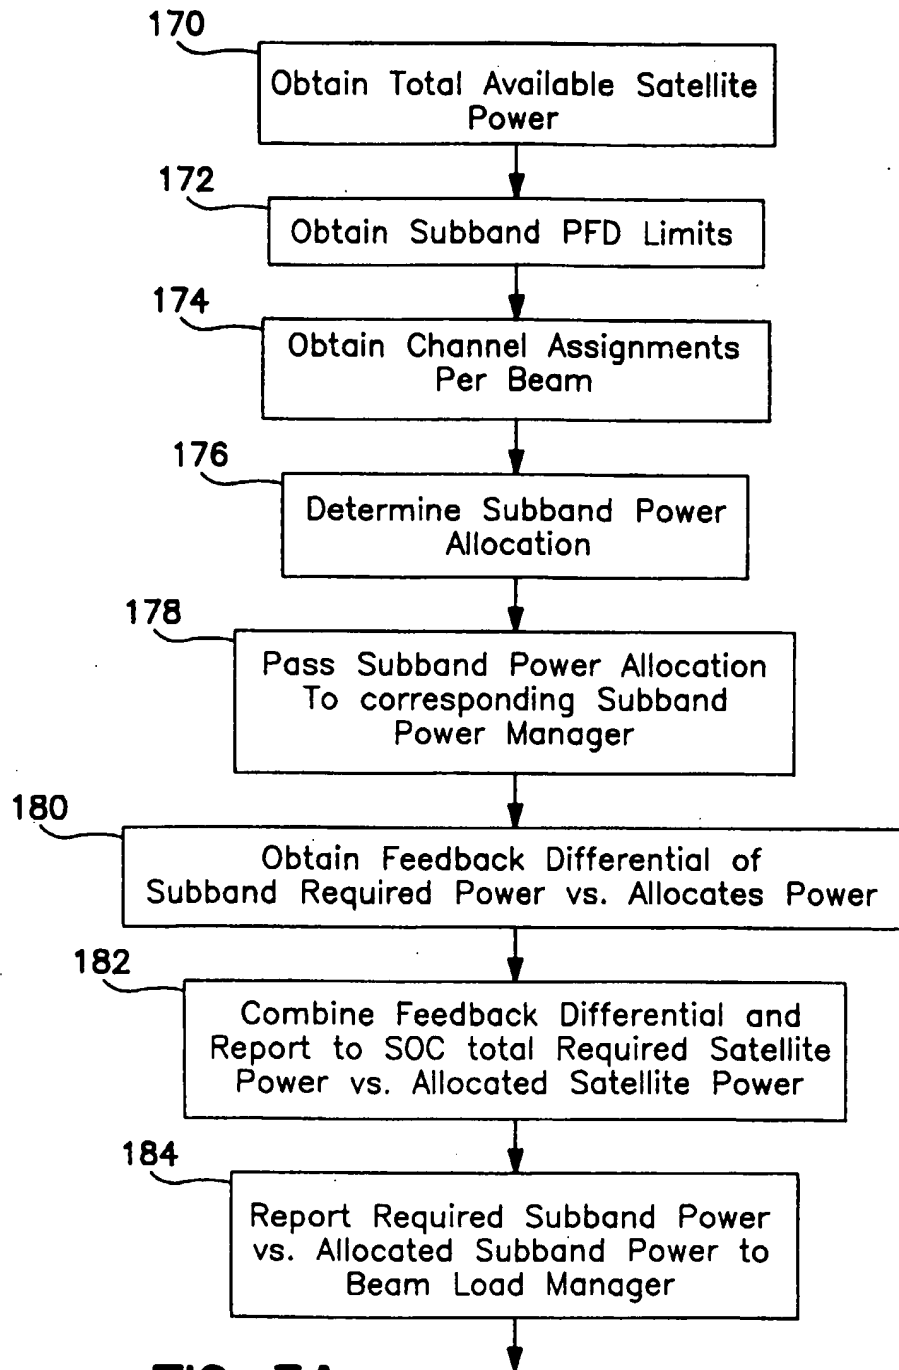 170
Obtain Total Available Satellite
Power
172
Obtain Subband PFD Limits
174
Obtain Channel Assignments
Per Beam
176
Determine Subband Power
Allocation
178
Pass Subband Power Allocation
To corresponding Subband
Power Manager
180
Obtain Feedback Differential of
Subband Required Power vs. Allocates Power
182
Combine Feedback Differential and
Report to SOC total Required Satellite
Power vs. Allocated Satellite Power
184
Report Required Subband Power
vs. Allocated Subband Power to
Beam Load Manager